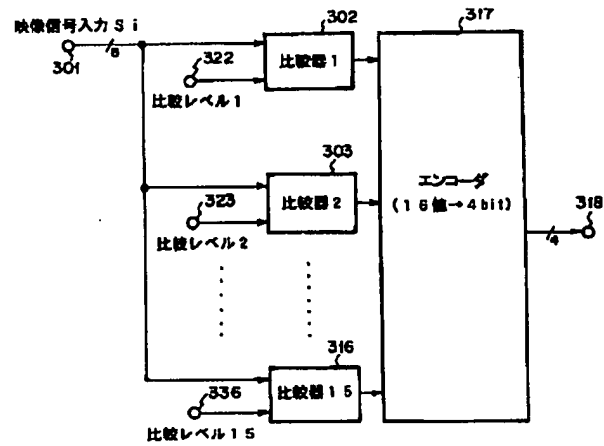 映像信号入力Si
301
8
302
比較器1
322
比較レベル1
303
比較器2
323
比較レベル2
316
比較器15
336
比較レベル15
317
エンコーダ
(16値→4bit)
318
4